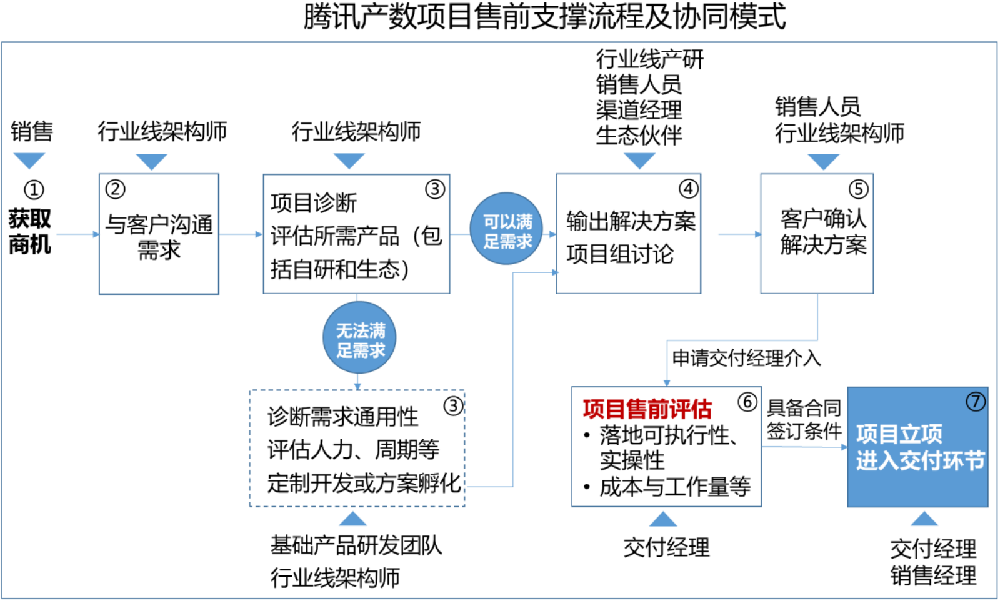 腾讯产数项目售前支撑流程及协同模式
销售
①
获取
商机
行业线架构师
②
与客户沟通
需求
行业线架构师
③
项目诊断
评估所需产品（包
括自研和生态）
可以满
足需求
无法满
足需求
③
诊断需求通用性
评估人力、周期等
定制开发或方案孵化
基础产品研发团队
行业线架构师
行业线产研
销售人员
渠道经理
生态伙伴
④
输出解决方案
项目组讨论
销售人员
行业线架构师
⑤
客户确认
解决方案
申请交付经理介入
项目售前评估
⑥
• 落地可执行性、
实操性
• 成本与工作量等
交付经理
具备合同
签订条件
⑦
项目立项
进入交付环节
交付经理
销售经理